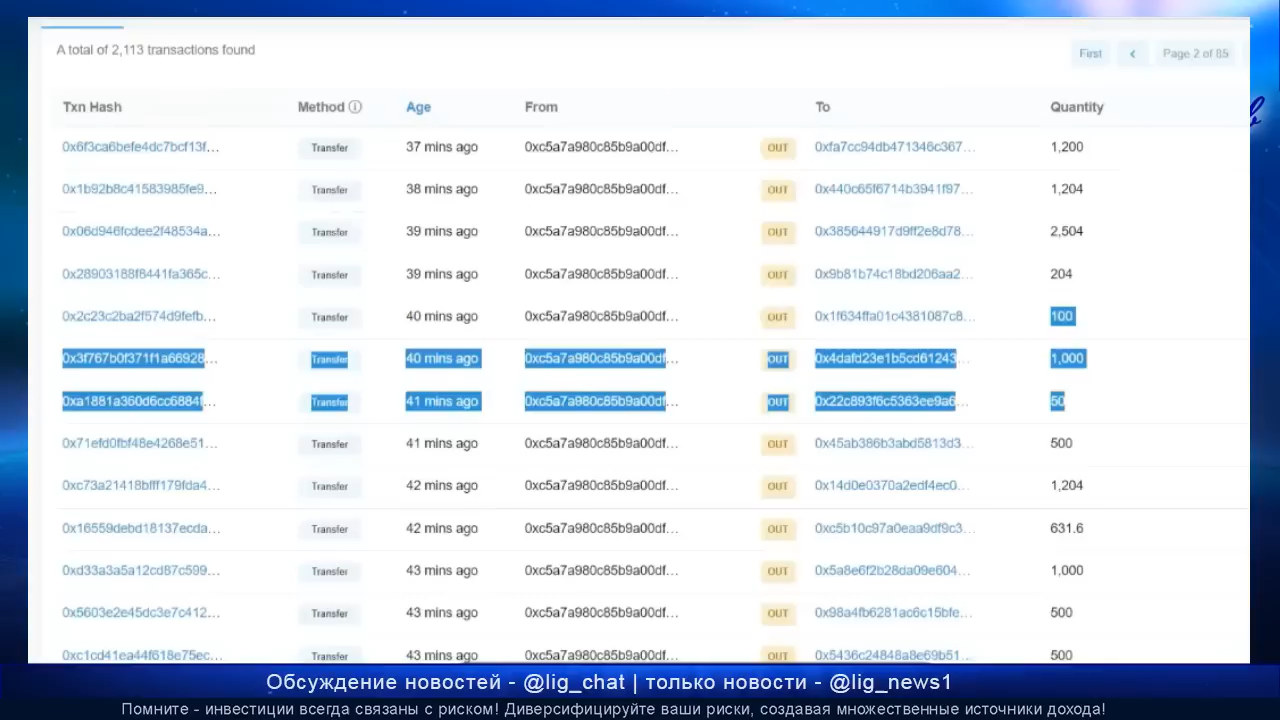 A total of 2,113 transactions found
First < Page 2 of 85
Txn Hash Method Age From To Quantity
0x6f3ca6befe4dc7bcf13f... Transfer 37 mins ago 0xc5a7a980c85b9a00df... OUT 0xfa7cc94db471346c367... 1,200
0x1b92b8c41583985fe9... Transfer 38 mins ago 0xc5a7a980c85b9a00df... OUT 0x440c65f6714b3941f97... 1,204
0x06d946fcdee2f48534a... Transfer 39 mins ago 0xc5a7a980c85b9a00df... OUT 0x385644917d9ff2e8d78... 2,504
0x28903188f8441fa365c... Transfer 39 mins ago 0xc5a7a980c85b9a00df... OUT 0x9b81b74c18bd206aa2... 204
0x2c23c2ba2f574d9fefb... Transfer 40 mins ago 0xc5a7a980c85b9a00df... OUT 0x1f634ffa01c4381087c8... 100
0x3f767b0f371f1a66928... Transfer 40 mins ago 0xc5a7a980c85b9a00df... OUT 0x4dafd23e1b5cd61243... 1,000
0xa1881a360d6cc6884f... Transfer 41 mins ago 0xc5a7a980c85b9a00df... OUT 0x22c893f6c5363ee9a6... 50
0x71efd0fbf48e4268e51... Transfer 41 mins ago 0xc5a7a980c85b9a00df... OUT 0x45ab386b3abd5813d3... 500
0xc73a21418bfff179fda4... Transfer 42 mins ago 0xc5a7a980c85b9a00df... OUT 0x14d0e0370a2edf4ec0... 1,204
0x16559debd18137ecda... Transfer 42 mins ago 0xc5a7a980c85b9a00df... OUT 0xc5b10c97a0eaa9df9c3... 631.6
0xd33a3a5a12cd87c599... Transfer 43 mins ago 0xc5a7a980c85b9a00df... OUT 0x5a8e6f2b28da09e604... 1,000
0x5603e2e45dc3e7c412... Transfer 43 mins ago 0xc5a7a980c85b9a00df... OUT 0x98a4fb6281ac6c15bfe... 500
0xc1cd41ea44f618e75ec... Transfer 43 mins ago 0xc5a7a980c85b9a00df... OUT 0x5436c24848a8e69b51... 500
Обсуждение новостей - @lig_chat | только новости - @lig_news1
Помните - инвестиции всегда связаны с риском! Диверсифицируйте ваши риски, создавая множественные источники дохода!